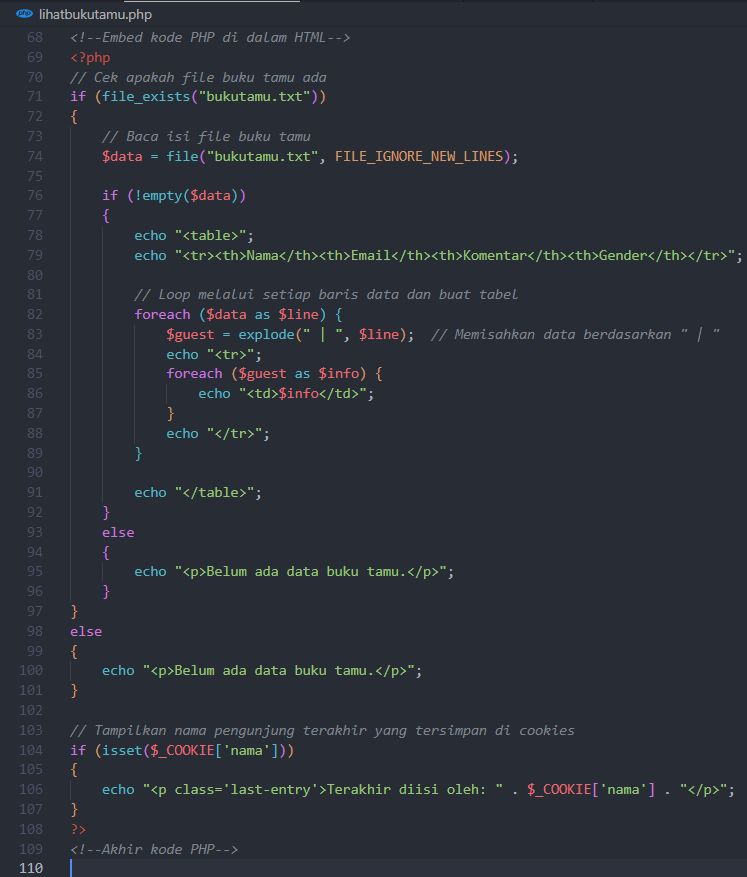 php lihatbukutamu.php
68 <!--Embed kode PHP di dalam HTML-->
69 <?php
70 // Cek apakah file buku tamu ada
71 if (file_exists("bukutamu.txt"))
72 {
73     // Baca isi file buku tamu
74     $data = file("bukutamu.txt", FILE_IGNORE_NEW_LINES);
75
76     if (!empty($data))
77     {
78         echo "<table>";
79         echo "<tr><th>Nama</th><th>Email</th><th>Komentar</th><th>Gender</th></tr>";
80
81         // Loop melalui setiap baris data dan buat tabel
82         foreach ($data as $line) {
83             $guest = explode(" | ", $line);  // Memisahkan data berdasarkan " | "
84             echo "<tr>";
85             foreach ($guest as $info) {
86                 echo "<td>$info</td>";
87             }
88             echo "</tr>";
89         }
90
91         echo "</table>";
92     }
93     else
94     {
95         echo "<p>Belum ada data buku tamu.</p>";
96     }
97 }
98 else
99 {
100     echo "<p>Belum ada data buku tamu.</p>";
101 }
102
103 // Tampilkan nama pengunjung terakhir yang tersimpan di cookies
104 if (isset($_COOKIE['nama']))
105 {
106     echo "<p class='last-entry'>Terakhir diisi oleh: " . $_COOKIE['nama'] . "</p>";
107 }
108 ?>
109 <!--Akhir kode PHP-->
110